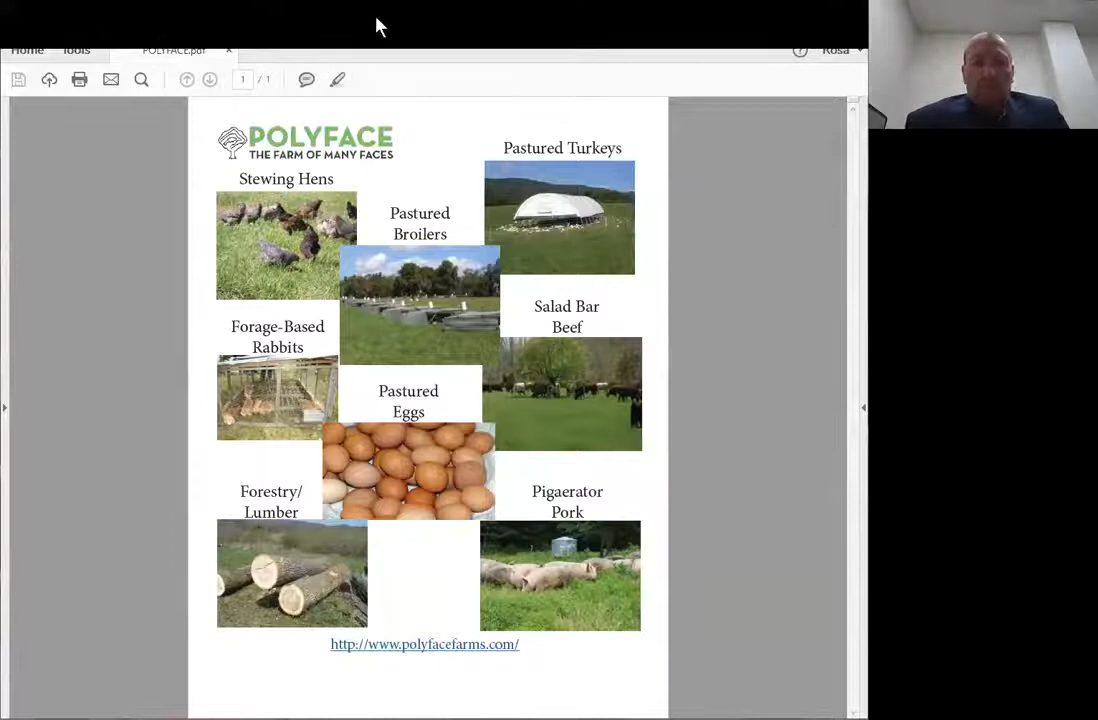 Home Tools POLYFACE.pdf × Rosa
1 / 1
POLYFACE
THE FARM OF MANY FACES
Stewing Hens
Pastured Turkeys
Pastured
Broilers
Forage-Based
Rabbits
Salad Bar
Beef
Pastured
Eggs
Forestry/
Lumber
Pigaerator
Pork
http://www.polyfacefarms.com/